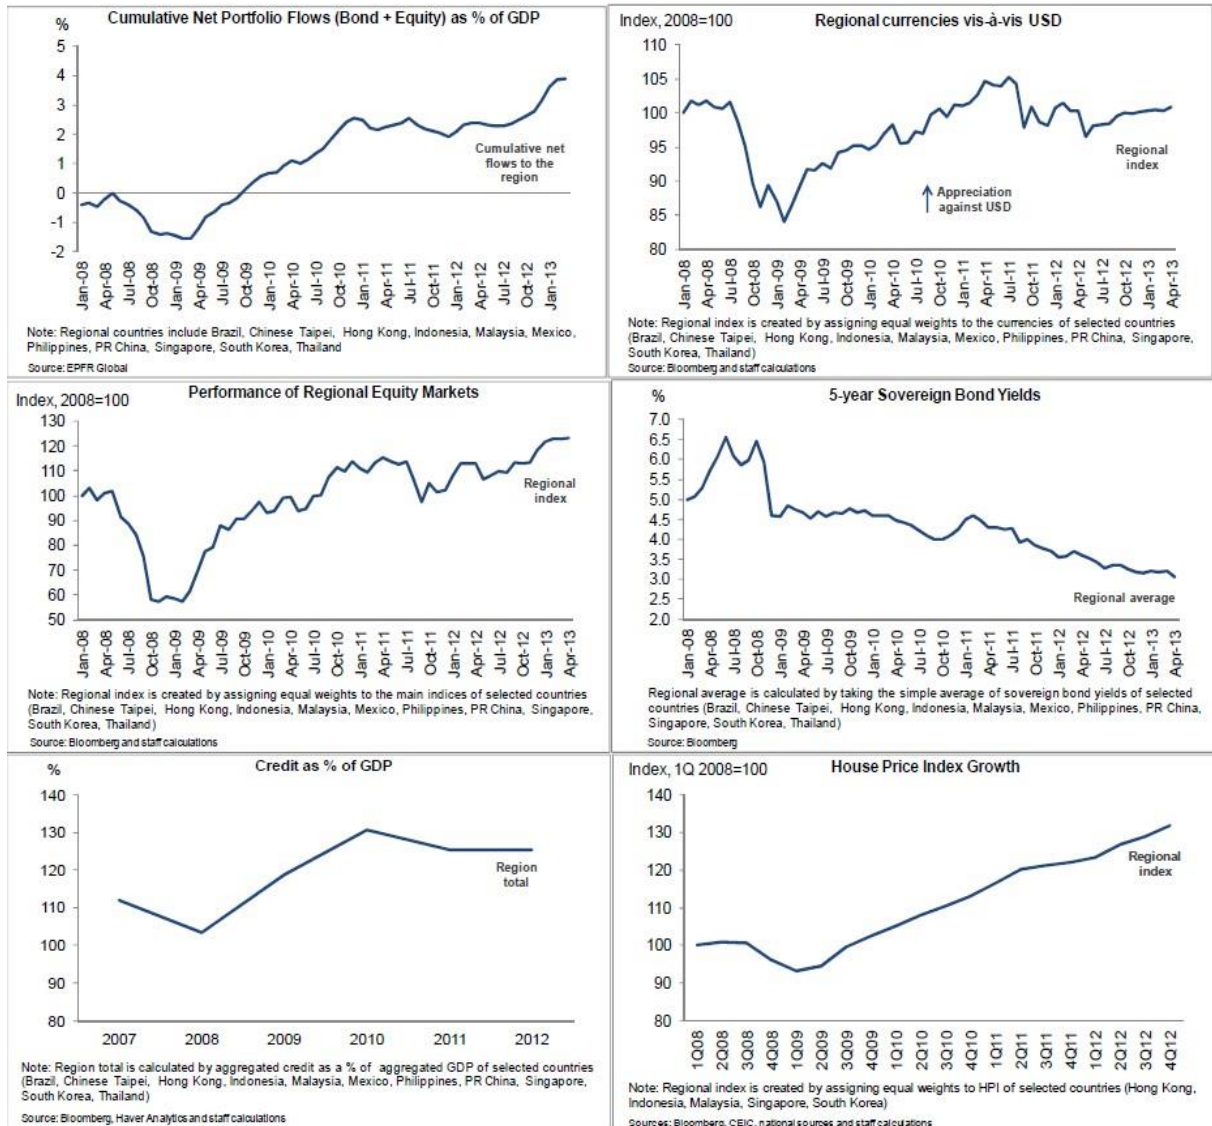 Cumulative Net Portfolio Flows (Bond + Equity) as % of GDP
%
5
4
3
2
1
0
-1
-2
Cumulative net
flows to the
region
Jan-08
Apr-08
Jul-08
Oct-08
Jan-09
Apr-09
Jul-09
Oct-09
Jan-10
Apr-10
Jul-10
Oct-10
Jan-11
Apr-11
Jul-11
Oct-11
Jan-12
Apr-12
Jul-12
Oct-12
Jan-13
Note: Regional countries include Brazil, Chinese Taipei, Hong Kong, Indonesia, Malaysia, Mexico,
Philippines, PR China, Singapore, South Korea, Thailand
Source: EPFR Global
Index, 2008=100
Regional currencies vis-à-vis USD
110
105
100
95
90
85
80
Regional
index
Appreciation
against USD
Jan-08
Apr-08
Jul-08
Oct-08
Jan-09
Apr-09
Jul-09
Oct-09
Jan-10
Apr-10
Jul-10
Oct-10
Jan-11
Apr-11
Jul-11
Oct-11
Jan-12
Apr-12
Jul-12
Oct-12
Jan-13
Apr-13
Note: Regional index is created by assigning equal weights to the currencies of selected countries
(Brazil, Chinese Taipei, Hong Kong, Indonesia, Malaysia, Mexico, Philippines, PR China, Singapore,
South Korea, Thailand)
Source: Bloomberg and staff calculations
Index, 2008=100
Performance of Regional Equity Markets
130
120
110
100
90
80
70
60
50
Regional
index
Jan-08
Apr-08
Jul-08
Oct-08
Jan-09
Apr-09
Jul-09
Oct-09
Jan-10
Apr-10
Jul-10
Oct-10
Jan-11
Apr-11
Jul-11
Oct-11
Jan-12
Apr-12
Jul-12
Oct-12
Jan-13
Apr-13
Note: Regional index is created by assigning equal weights to the main indices of selected countries
(Brazil, Chinese Taipei, Hong Kong, Indonesia, Malaysia, Mexico, Philippines, PR China, Singapore,
South Korea, Thailand)
Source: Bloomberg and staff calculations
%
5-year Sovereign Bond Yields
7.0
6.5
6.0
5.5
5.0
4.5
4.0
3.5
3.0
2.5
2.0
Regional average
Jan-08
Apr-08
Jul-08
Oct-08
Jan-09
Apr-09
Jul-09
Oct-09
Jan-10
Apr-10
Jul-10
Oct-10
Jan-11
Apr-11
Jul-11
Oct-11
Jan-12
Apr-12
Jul-12
Oct-12
Jan-13
Apr-13
Regional average is calculated by taking the simple average of sovereign bond yields of selected
countries (Brazil, Chinese Taipei, Hong Kong, Indonesia, Malaysia, Mexico, Philippines, PR China,
Singapore, South Korea, Thailand)
Source: Bloomberg
%
Credit as % of GDP
140
130
120
110
100
90
80
Region
total
2007
2008
2009
2010
2011
2012
Note: Region total is calculated by aggregated credit as a % of aggregated GDP of selected countries
(Brazil, Chinese Taipei, Hong Kong, Indonesia, Malaysia, Mexico, Philippines, PR China, Singapore,
South Korea, Thailand)
Source: Bloomberg, Haver Analytics and staff calculations
Index, 1Q 2008=100
House Price Index Growth
140
130
120
110
100
90
80
Regional
index
1Q08
2Q08
3Q08
4Q08
1Q09
2Q09
3Q09
4Q09
1Q10
2Q10
3Q10
4Q10
1Q11
2Q11
3Q11
4Q11
1Q12
2Q12
3Q12
4Q12
Note: Regional index is created by assigning equal weights to HPI of selected countries (Hong Kong,
Indonesia, Malaysia, Singapore, South Korea)
Sources: Bloomberg, CEIC, national sources and staff calculations